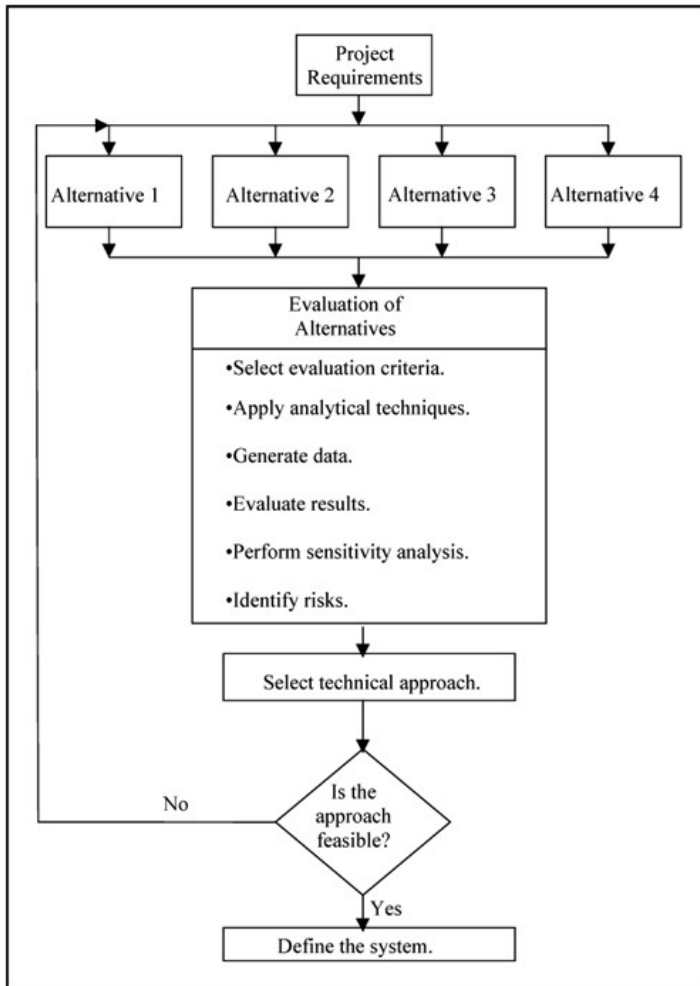 Project
Requirements
Alternative 1
Alternative 2
Alternative 3
Alternative 4
Evaluation of
Alternatives
•Select evaluation criteria.
•Apply analytical techniques.
•Generate data.
•Evaluate results.
•Perform sensitivity analysis.
•Identify risks.
Select technical approach.
Is the
approach
feasible?
No
Yes
Define the system.